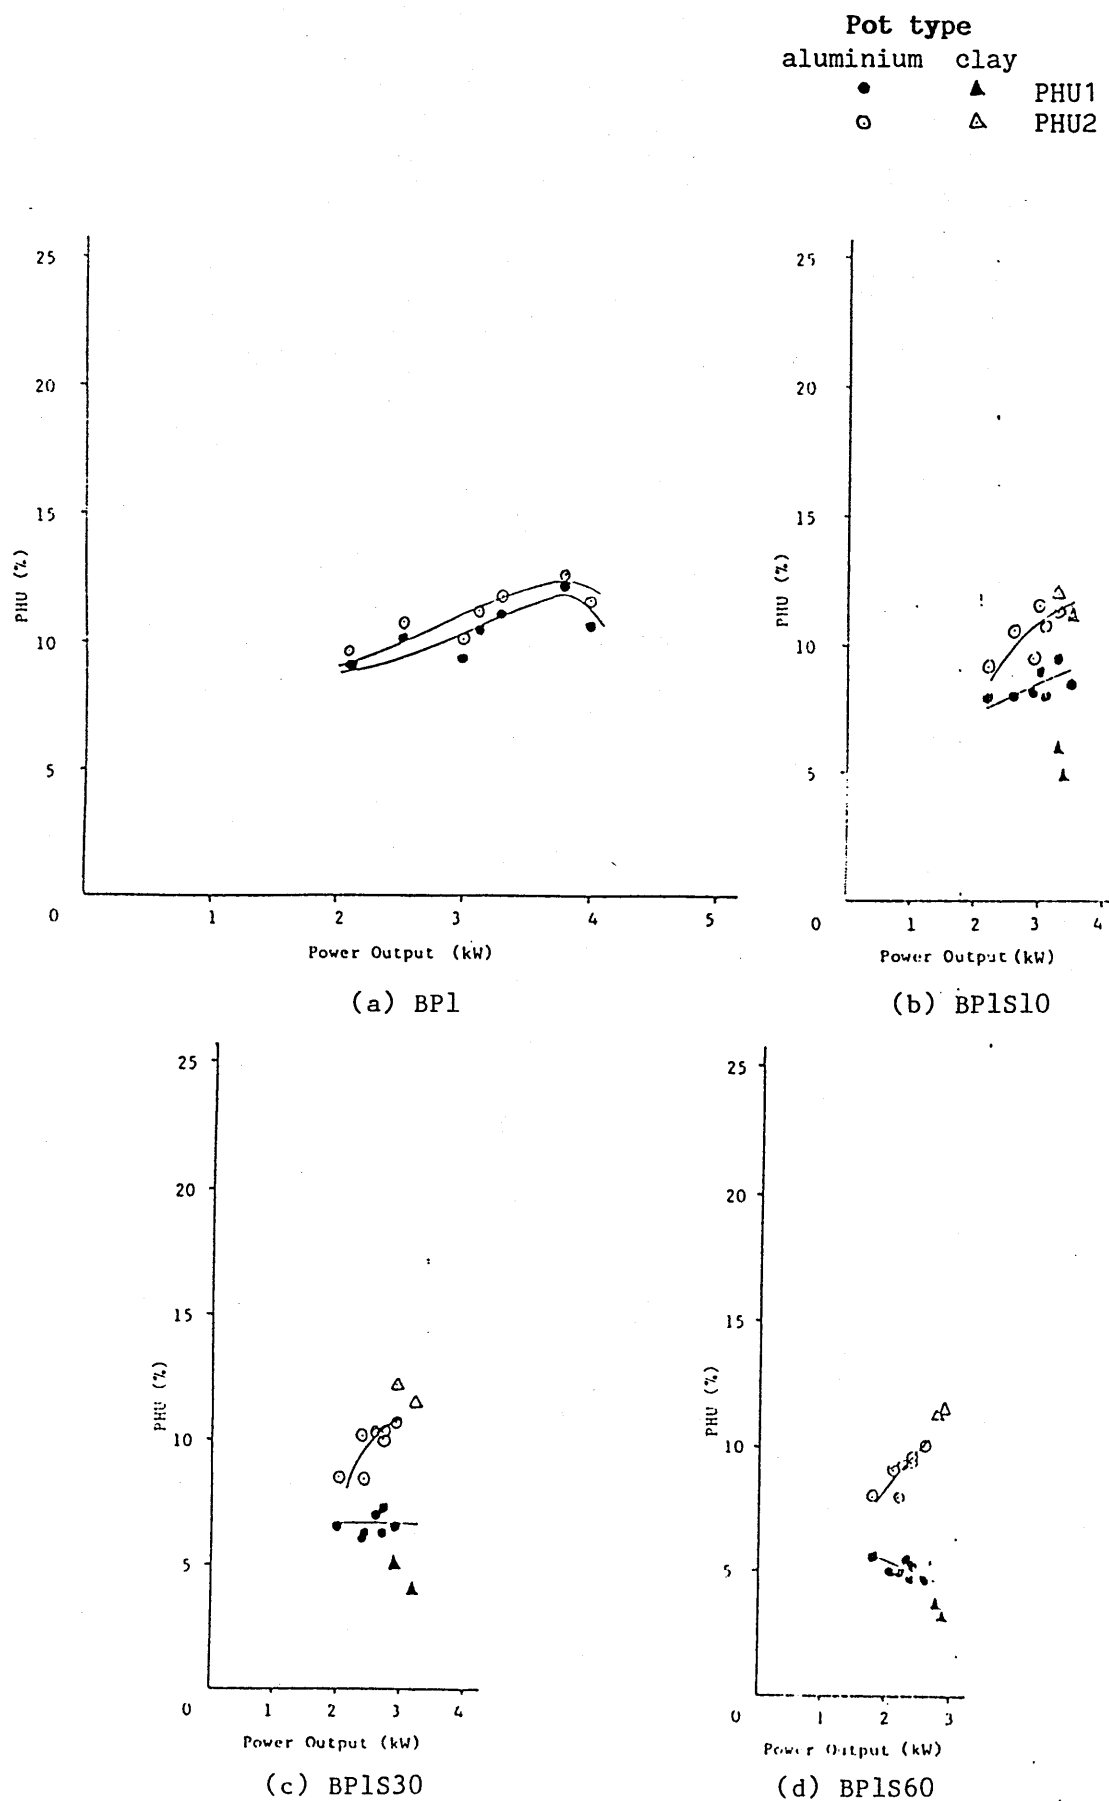 Pot type
aluminium clay
PHU1
PHU2
25
20
15
10
5
0
1 2 3 4 5
PHU (%)
Power Output (kW)
(a) BP1
25
20
15
10
5
0
1 2 3 4
PHU (%)
Power Output (kW)
(b) BP1S10
25
20
15
10
5
0
1 2 3 4
PHU (%)
Power Output (kW)
(c) BP1S30
25
20
15
10
5
0
1 2 3
PHU (%)
Power Output (kW)
(d) BP1S60